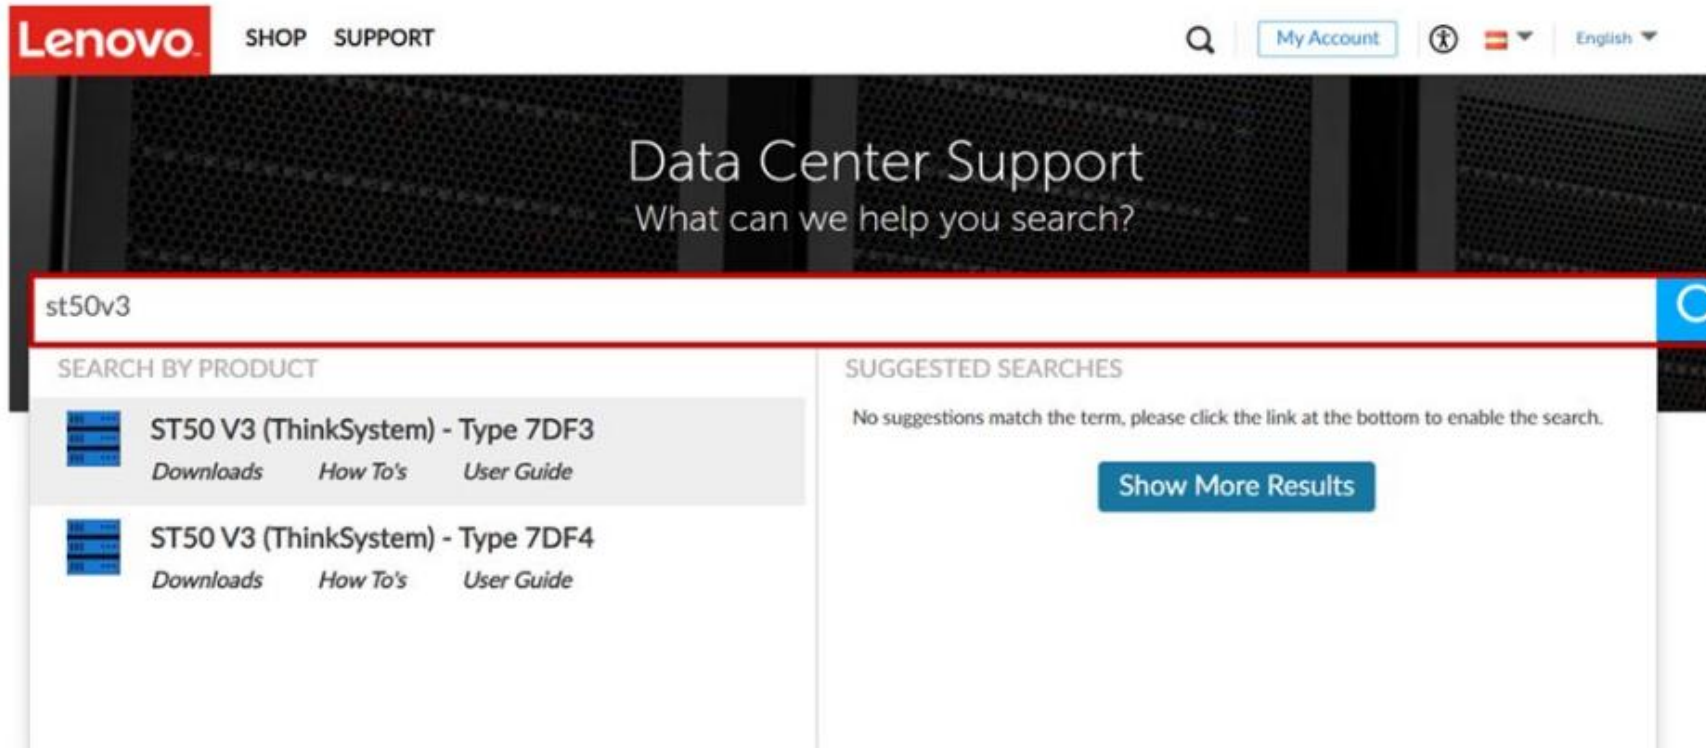 Lenovo. SHOP SUPPORT My Account English
Data Center Support
What can we help you search?
st50v3
SEARCH BY PRODUCT
ST50 V3 (ThinkSystem) - Type 7DF3
Downloads How To's User Guide
ST50 V3 (ThinkSystem) - Type 7DF4
Downloads How To's User Guide
SUGGESTED SEARCHES
No suggestions match the term, please click the link at the bottom to enable the search.
Show More Results